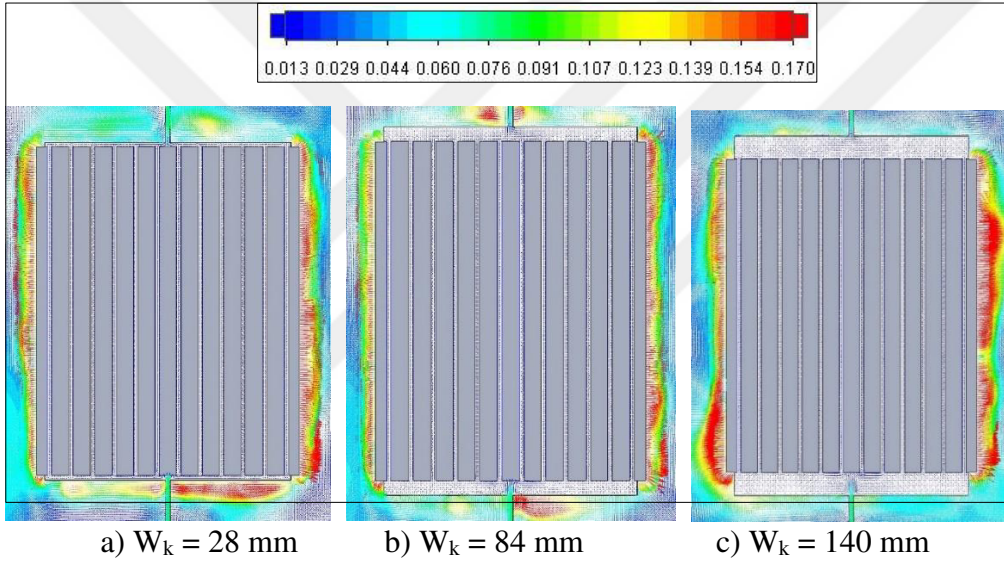 0.013 0.029 0.044 0.060 0.076 0.091 0.107 0.123 0.139 0.154 0.170
a) Wₖ = 28 mm b) Wₖ = 84 mm c) Wₖ = 140 mm